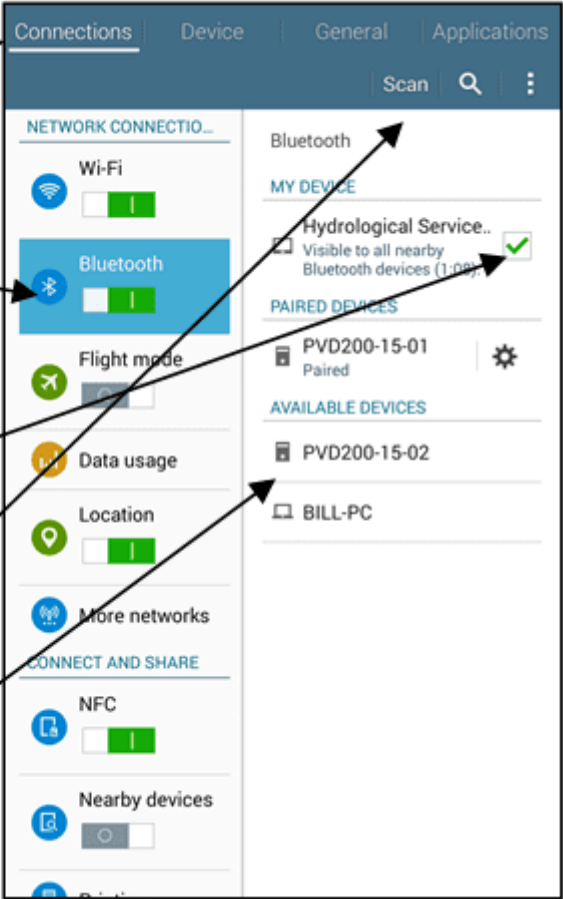 Connections Device General Applications
Scan
NETWORK CONNECTIO...
Wi-Fi
Bluetooth
Flight mode
Data usage
Location
More networks
CONNECT AND SHARE
NFC
Nearby devices
Bluetooth
MY DEVICE
Hydrological Service..
Visible to all nearby
Bluetooth devices (1:08).
PAIRED DEVICES
PVD200-15-01
Paired
AVAILABLE DEVICES
PVD200-15-02
BILL-PC